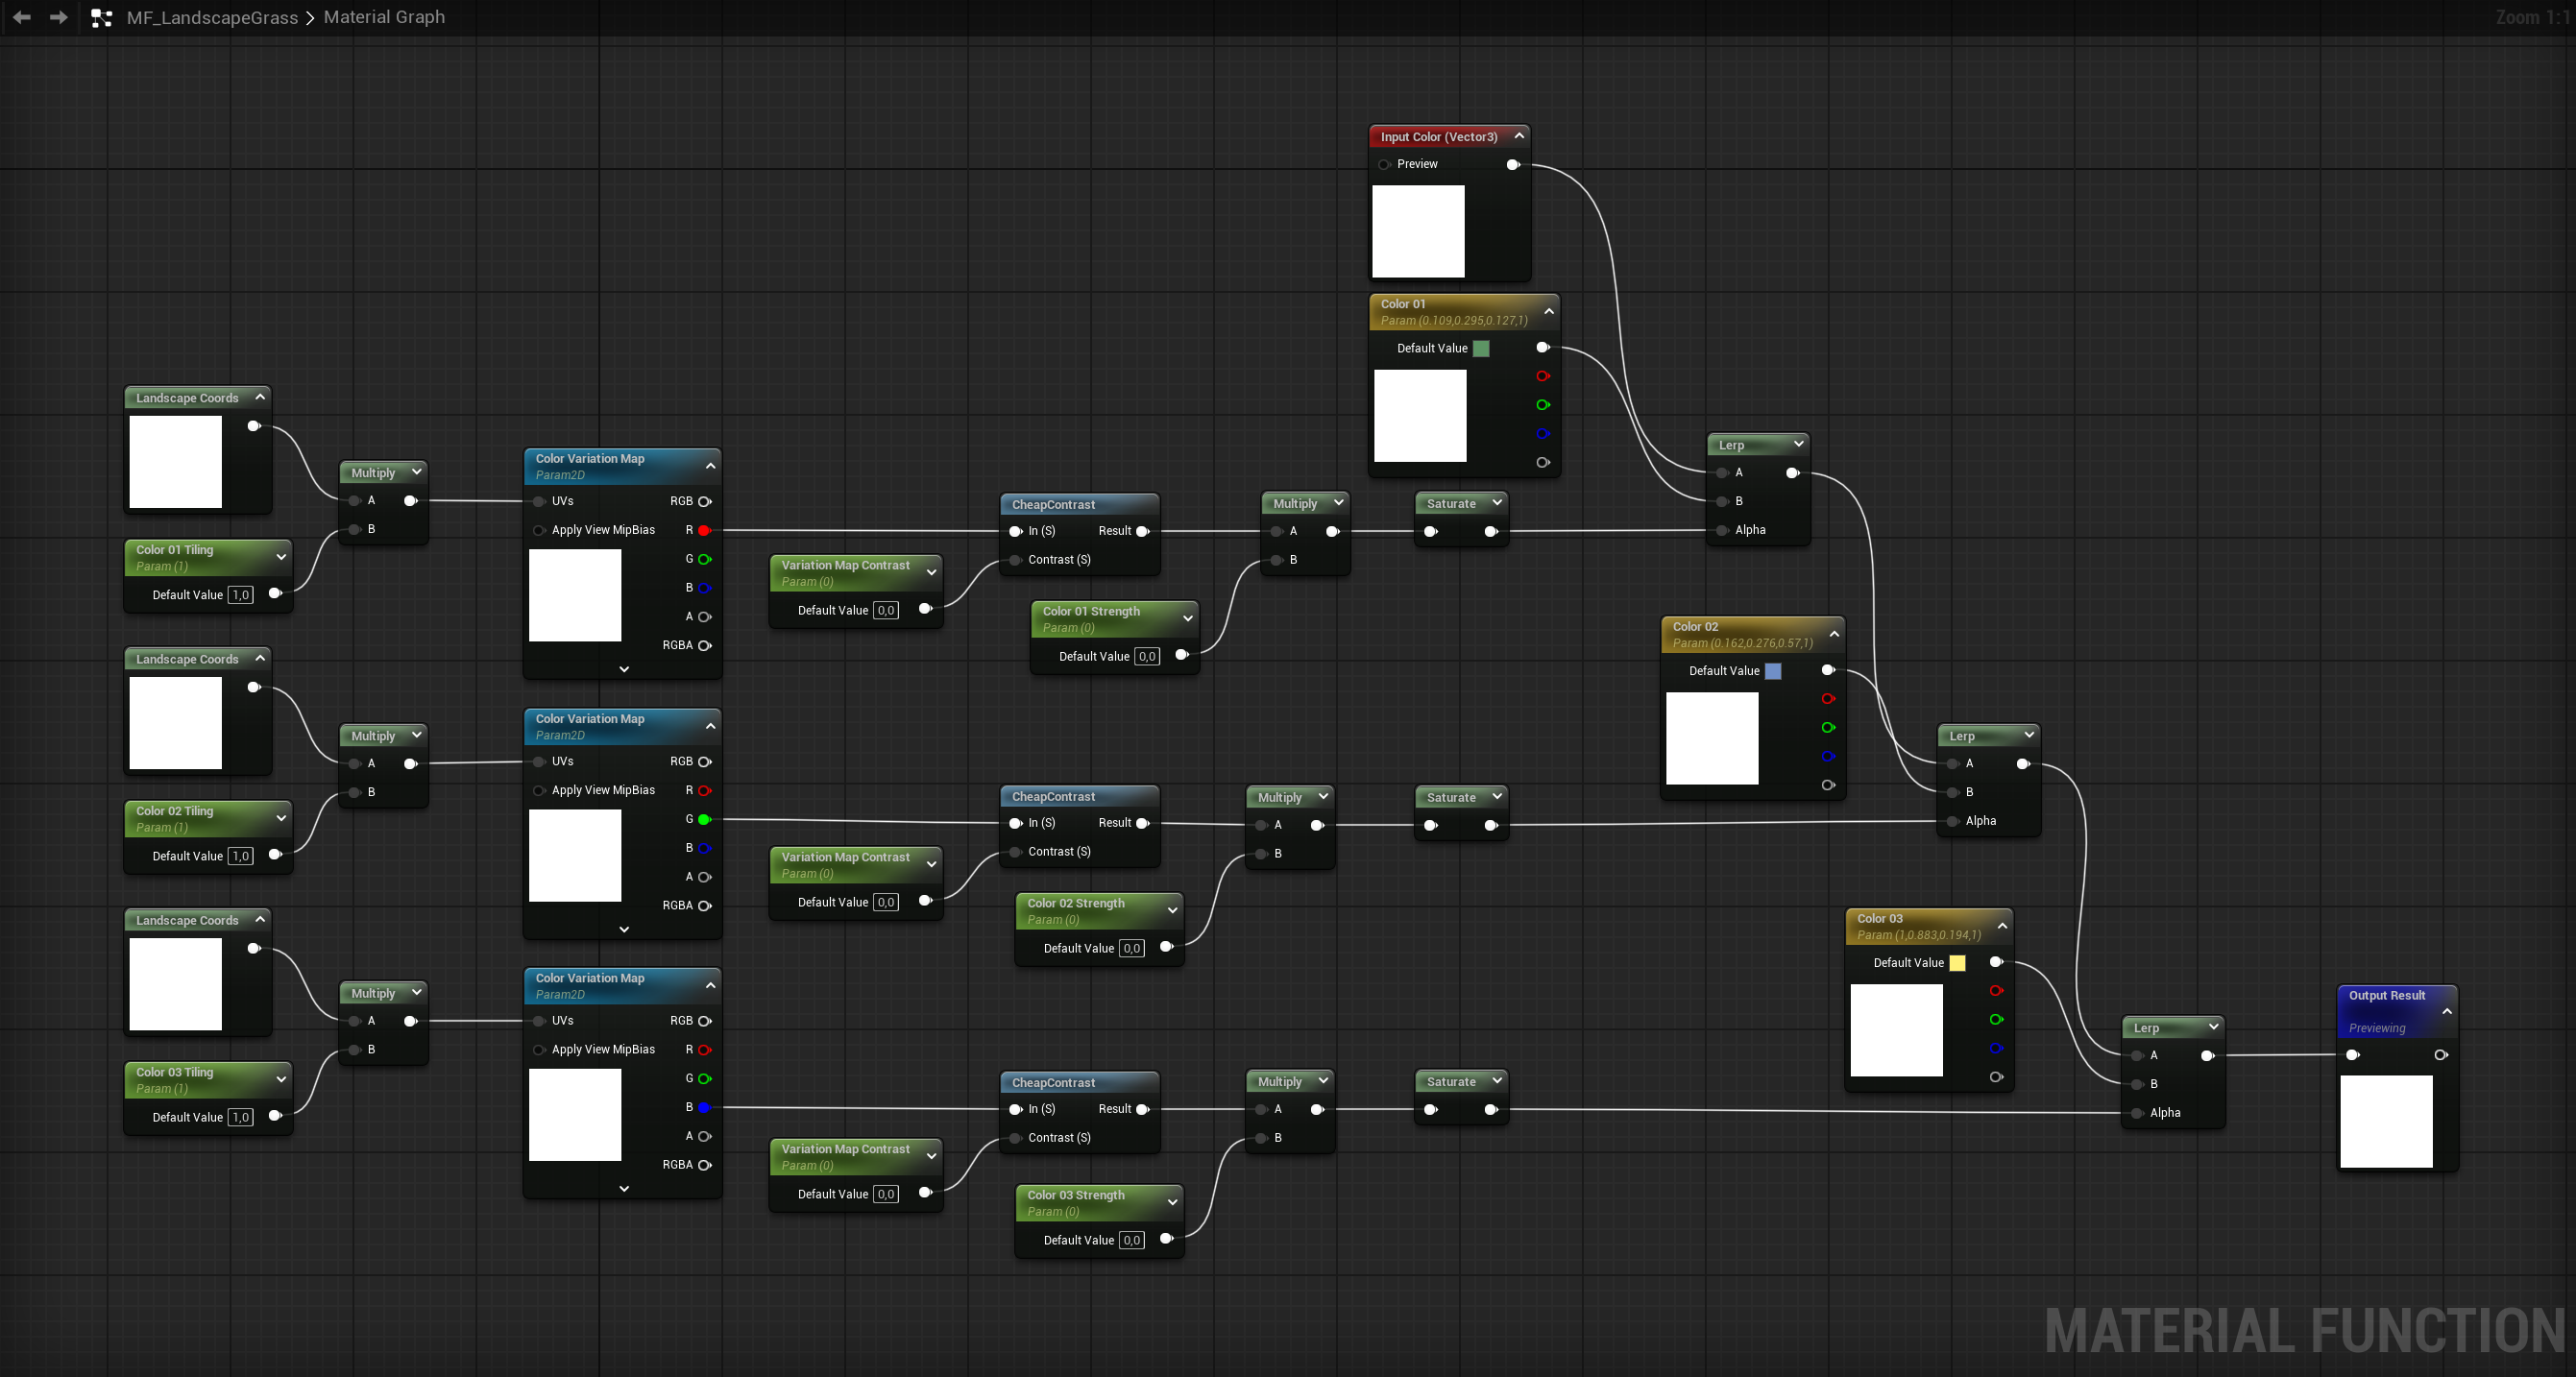 MF_LandscapeGrass > Material Graph
Zoom 1:1
Input Color (Vector3)
Preview
Color 01
Param (0.109,0.295,0.127,1)
Default Value
Landscape Coords
Multiply
A
B
Color 01 Tiling
Param (1)
Default Value 1,0
Color Variation Map
Param2D
UVs RGB
Apply View MipBias R
G
B
A
RGBA
CheapContrast
In (S) Result
Contrast (S)
Variation Map Contrast
Param (0)
Default Value 0,0
Multiply
A
B
Color 01 Strength
Param (0)
Default Value 0,0
Saturate
Lerp
A
B
Alpha
Landscape Coords
Multiply
A
B
Color 02 Tiling
Param (1)
Default Value 1,0
Color Variation Map
Param2D
UVs RGB
Apply View MipBias R
G
B
A
RGBA
CheapContrast
In (S) Result
Contrast (S)
Variation Map Contrast
Param (0)
Default Value 0,0
Multiply
A
B
Color 02 Strength
Param (0)
Default Value 0,0
Saturate
Color 02
Param (0.162,0.276,0.57,1)
Default Value
Lerp
A
B
Alpha
Landscape Coords
Multiply
A
B
Color 03 Tiling
Param (1)
Default Value 1,0
Color Variation Map
Param2D
UVs RGB
Apply View MipBias R
G
B
A
RGBA
CheapContrast
In (S) Result
Contrast (S)
Variation Map Contrast
Param (0)
Default Value 0,0
Multiply
A
B
Color 03 Strength
Param (0)
Default Value 0,0
Saturate
Color 03
Param (1,0.883,0.194,1)
Default Value
Lerp
A
B
Alpha
Output Result
Previewing
MATERIAL FUNCTION